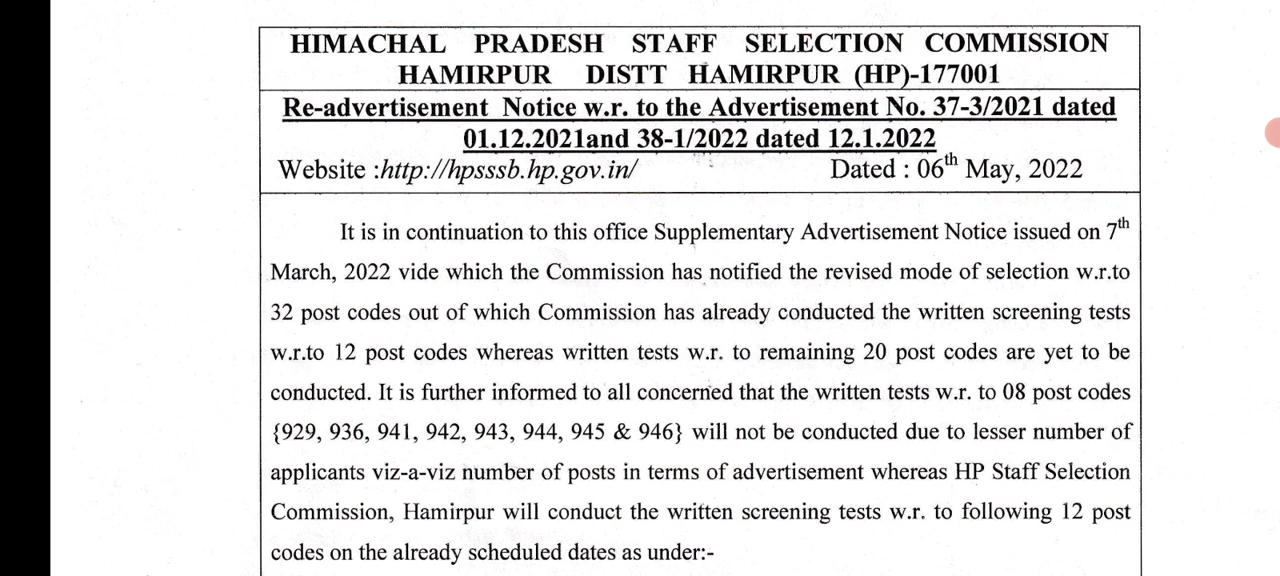 HIMACHAL PRADESH STAFF SELECTION COMMISSION
HAMIRPUR DISTT HAMIRPUR (HP)-177001
Re-advertisement Notice w.r. to the Advertisement No. 37-3/2021 dated
01.12.2021and 38-1/2022 dated 12.1.2022
Website :http://hpsssb.hp.gov.in/ Dated : 06th May, 2022
It is in continuation to this office Supplementary Advertisement Notice issued on 7th
March, 2022 vide which the Commission has notified the revised mode of selection w.r.to
32 post codes out of which Commission has already conducted the written screening tests
w.r.to 12 post codes whereas written tests w.r. to remaining 20 post codes are yet to be
conducted. It is further informed to all concerned that the written tests w.r. to 08 post codes
{929, 936, 941, 942, 943, 944, 945 & 946} will not be conducted due to lesser number of
applicants viz-a-viz number of posts in terms of advertisement whereas HP Staff Selection
Commission, Hamirpur will conduct the written screening tests w.r. to following 12 post
codes on the already scheduled dates as under:-